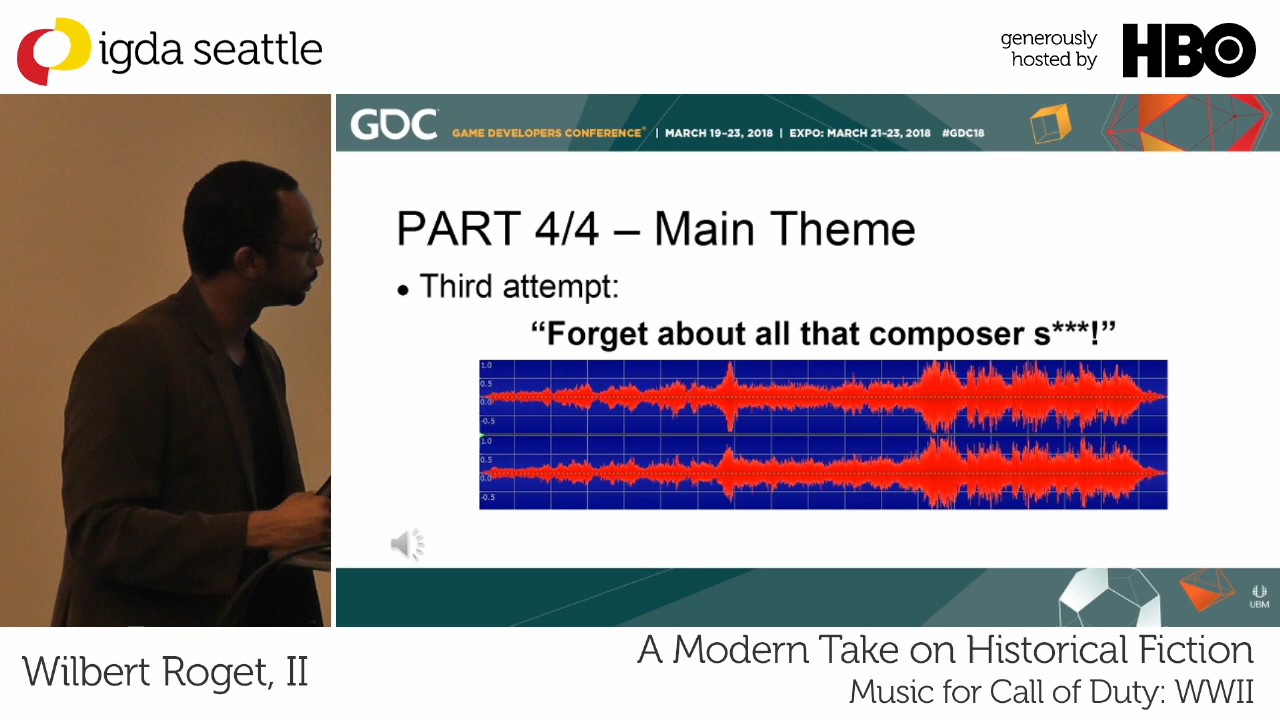 igda seattle
generously
hosted by
HBO
GDC GAME DEVELOPERS CONFERENCE® | MARCH 19–23, 2018 | EXPO: MARCH 21–23, 2018 #GDC18
PART 4/4 – Main Theme
• Third attempt:
“Forget about all that composer s***!”
1.0
0.5
0.0
-0.5
1.0
0.5
0.0
-0.5
UBM
Wilbert Roget, II
A Modern Take on Historical Fiction
Music for Call of Duty: WWII